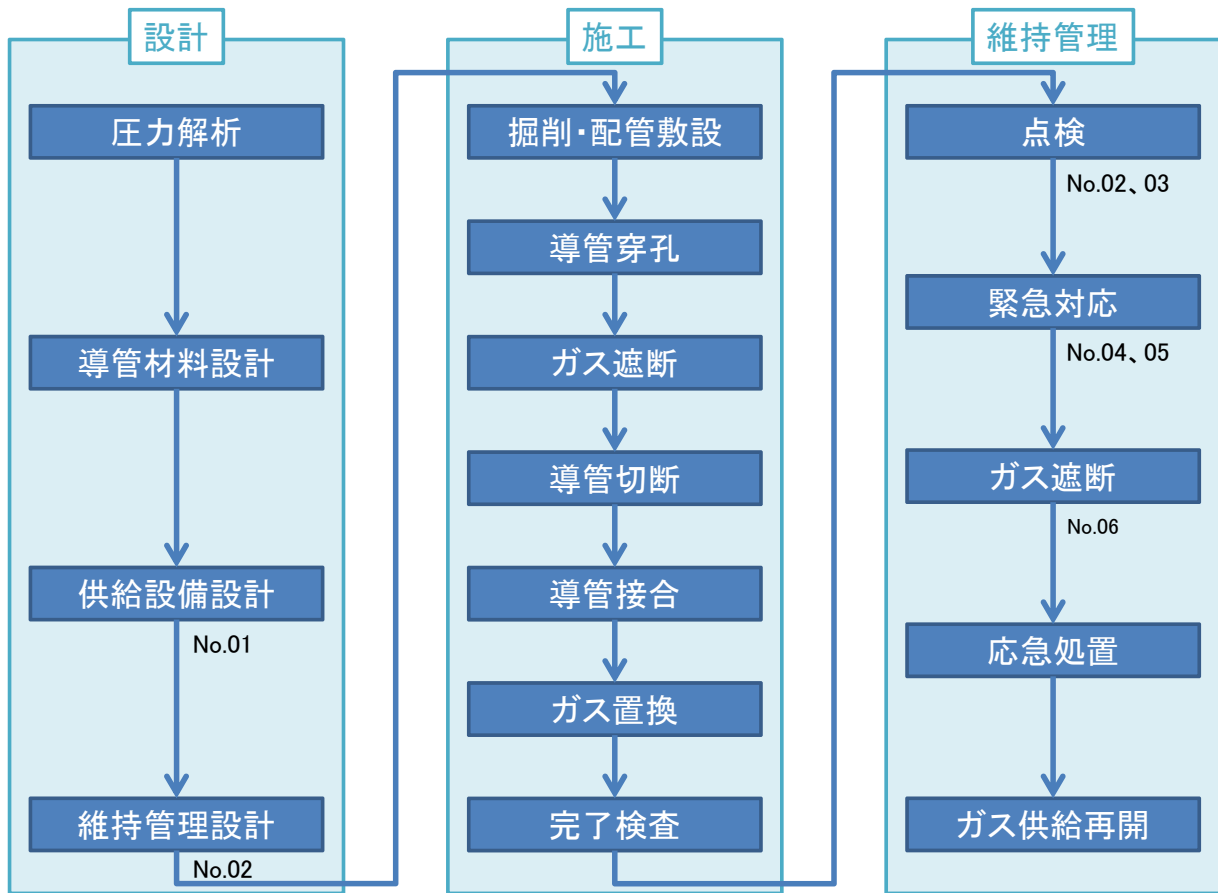 設計
圧力解析
導管材料設計
供給設備設計
No.01
維持管理設計
No.02
施工
掘削・配管敷設
導管穿孔
ガス遮断
導管切断
導管接合
ガス置換
完了検査
維持管理
点検
No.02、03
緊急対応
No.04、05
ガス遮断
No.06
応急処置
ガス供給再開